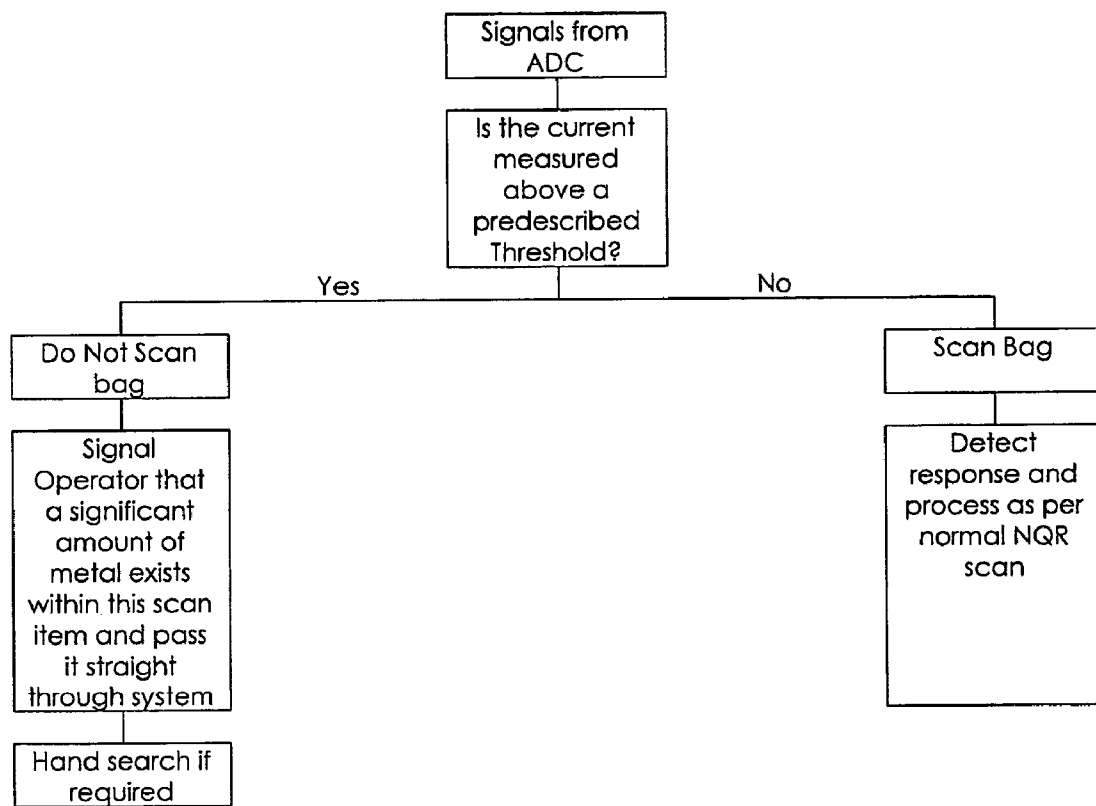 Signals from
ADC
Is the current
measured
above a
predescribed
Threshold?
Yes
No
Do Not Scan
bag
Scan Bag
Signal
Operator that
a significant
amount of
metal exists
within this scan
item and pass
it straight
through system
Detect
response and
process as per
normal NQR
scan
Hand search if
required